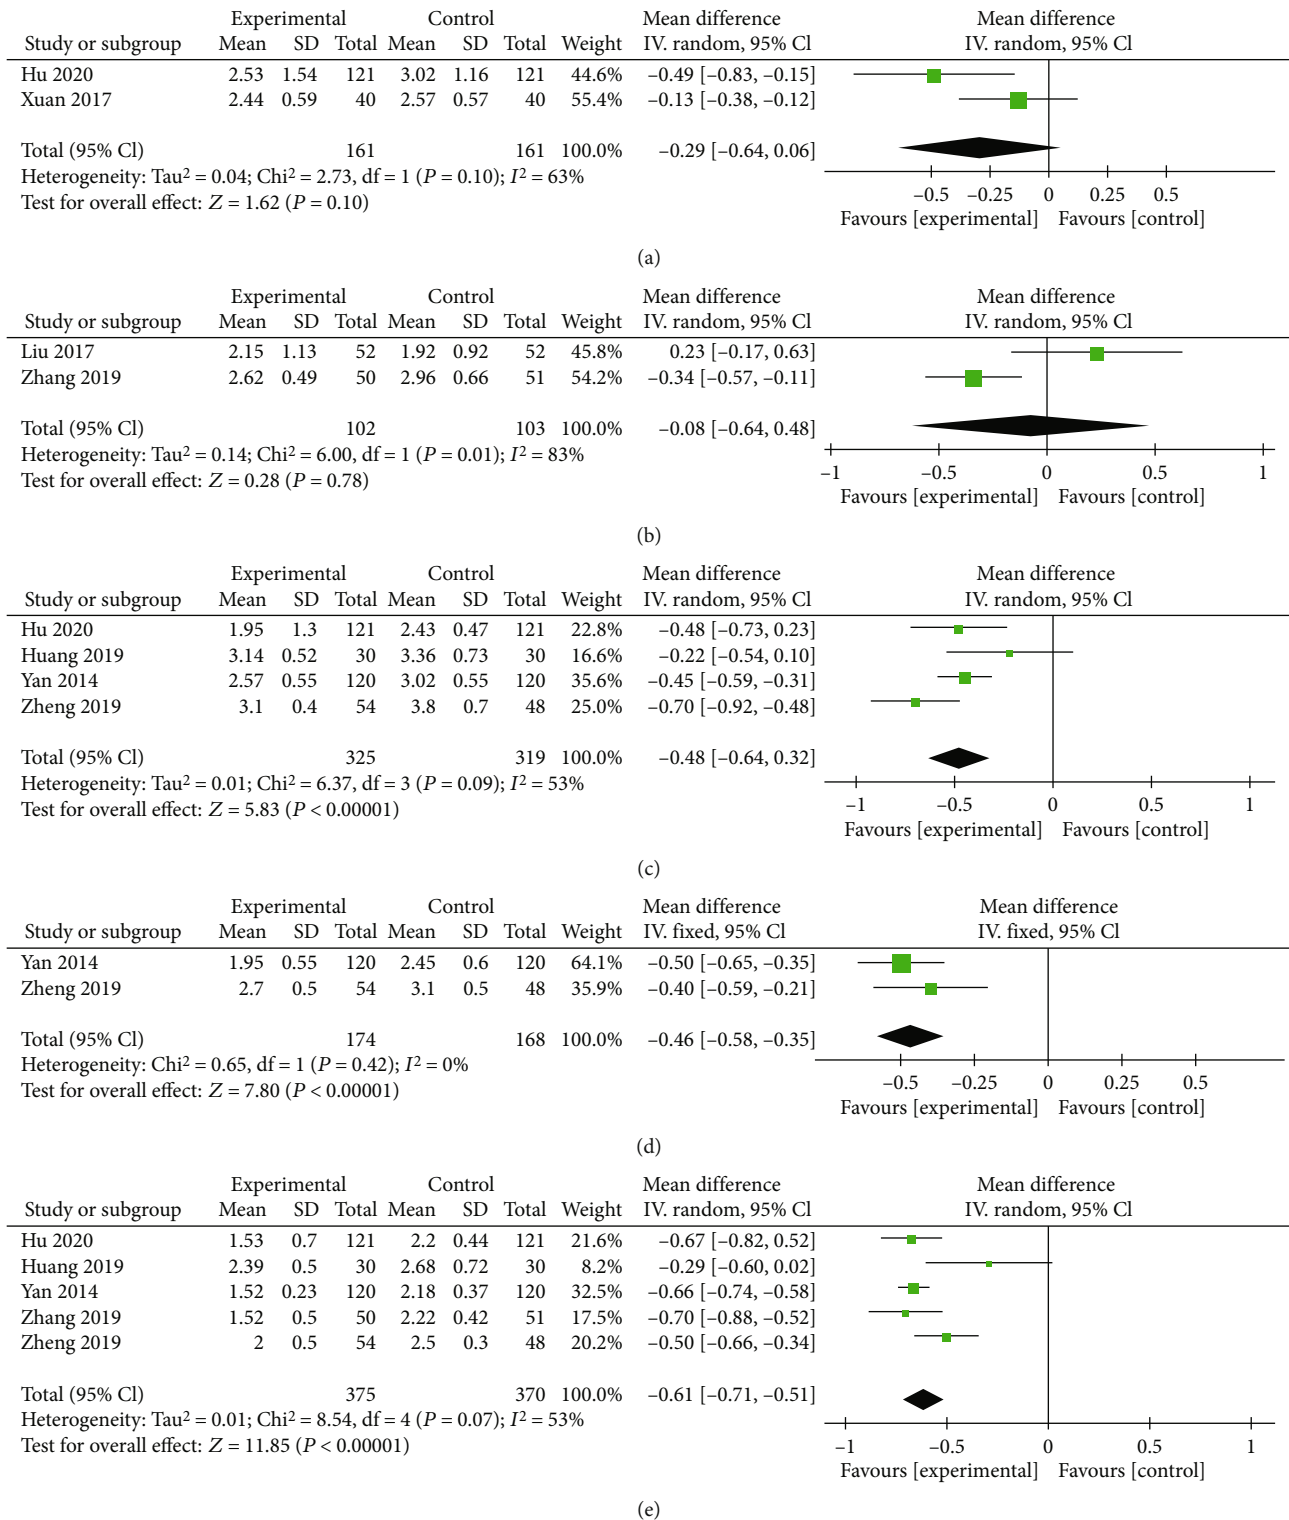 Experimental Control Mean difference Mean difference
Study or subgroup Mean SD Total Mean SD Total Weight IV. random, 95% Cl IV. random, 95% Cl
Hu 2020 2.53 1.54 121 3.02 1.16 121 44.6% –0.49 [–0.83, –0.15]
Xuan 2017 2.44 0.59 40 2.57 0.57 40 55.4% –0.13 [–0.38, –0.12]
Total (95% Cl) 161 161 100.0% –0.29 [–0.64, 0.06]
Heterogeneity: Tau² = 0.04; Chi² = 2.73, df = 1 (P = 0.10); I² = 63%
Test for overall effect: Z = 1.62 (P = 0.10)
–0.5 –0.25 0 0.25 0.5
Favours [experimental] Favours [control]
(a)
Experimental Control Mean difference Mean difference
Study or subgroup Mean SD Total Mean SD Total Weight IV. random, 95% Cl IV. random, 95% Cl
Liu 2017 2.15 1.13 52 1.92 0.92 52 45.8% 0.23 [–0.17, 0.63]
Zhang 2019 2.62 0.49 50 2.96 0.66 51 54.2% –0.34 [–0.57, –0.11]
Total (95% Cl) 102 103 100.0% –0.08 [–0.64, 0.48]
Heterogeneity: Tau² = 0.14; Chi² = 6.00, df = 1 (P = 0.01); I² = 83%
Test for overall effect: Z = 0.28 (P = 0.78)
–1 –0.5 0 0.5 1
Favours [experimental] Favours [control]
(b)
Experimental Control Mean difference Mean difference
Study or subgroup Mean SD Total Mean SD Total Weight IV. random, 95% Cl IV. random, 95% Cl
Hu 2020 1.95 1.3 121 2.43 0.47 121 22.8% –0.48 [–0.73, 0.23]
Huang 2019 3.14 0.52 30 3.36 0.73 30 16.6% –0.22 [–0.54, 0.10]
Yan 2014 2.57 0.55 120 3.02 0.55 120 35.6% –0.45 [–0.59, –0.31]
Zheng 2019 3.1 0.4 54 3.8 0.7 48 25.0% –0.70 [–0.92, –0.48]
Total (95% Cl) 325 319 100.0% –0.48 [–0.64, 0.32]
Heterogeneity: Tau² = 0.01; Chi² = 6.37, df = 3 (P = 0.09); I² = 53%
Test for overall effect: Z = 5.83 (P < 0.00001)
–1 –0.5 0 0.5 1
Favours [experimental] Favours [control]
(c)
Experimental Control Mean difference Mean difference
Study or subgroup Mean SD Total Mean SD Total Weight IV. fixed, 95% Cl IV. fixed, 95% Cl
Yan 2014 1.95 0.55 120 2.45 0.6 120 64.1% –0.50 [–0.65, –0.35]
Zheng 2019 2.7 0.5 54 3.1 0.5 48 35.9% –0.40 [–0.59, –0.21]
Total (95% Cl) 174 168 100.0% –0.46 [–0.58, –0.35]
Heterogeneity: Chi² = 0.65, df = 1 (P = 0.42); I² = 0%
Test for overall effect: Z = 7.80 (P < 0.00001)
–0.5 –0.25 0 0.25 0.5
Favours [experimental] Favours [control]
(d)
Experimental Control Mean difference Mean difference
Study or subgroup Mean SD Total Mean SD Total Weight IV. random, 95% Cl IV. random, 95% Cl
Hu 2020 1.53 0.7 121 2.2 0.44 121 21.6% –0.67 [–0.82, 0.52]
Huang 2019 2.39 0.5 30 2.68 0.72 30 8.2% –0.29 [–0.60, 0.02]
Yan 2014 1.52 0.23 120 2.18 0.37 120 32.5% –0.66 [–0.74, –0.58]
Zhang 2019 1.52 0.5 50 2.22 0.42 51 17.5% –0.70 [–0.88, –0.52]
Zheng 2019 2 0.5 54 2.5 0.3 48 20.2% –0.50 [–0.66, –0.34]
Total (95% Cl) 375 370 100.0% –0.61 [–0.71, –0.51]
Heterogeneity: Tau² = 0.01; Chi² = 8.54, df = 4 (P = 0.07); I² = 53%
Test for overall effect: Z = 11.85 (P < 0.00001)
–1 –0.5 0 0.5 1
Favours [experimental] Favours [control]
(e)